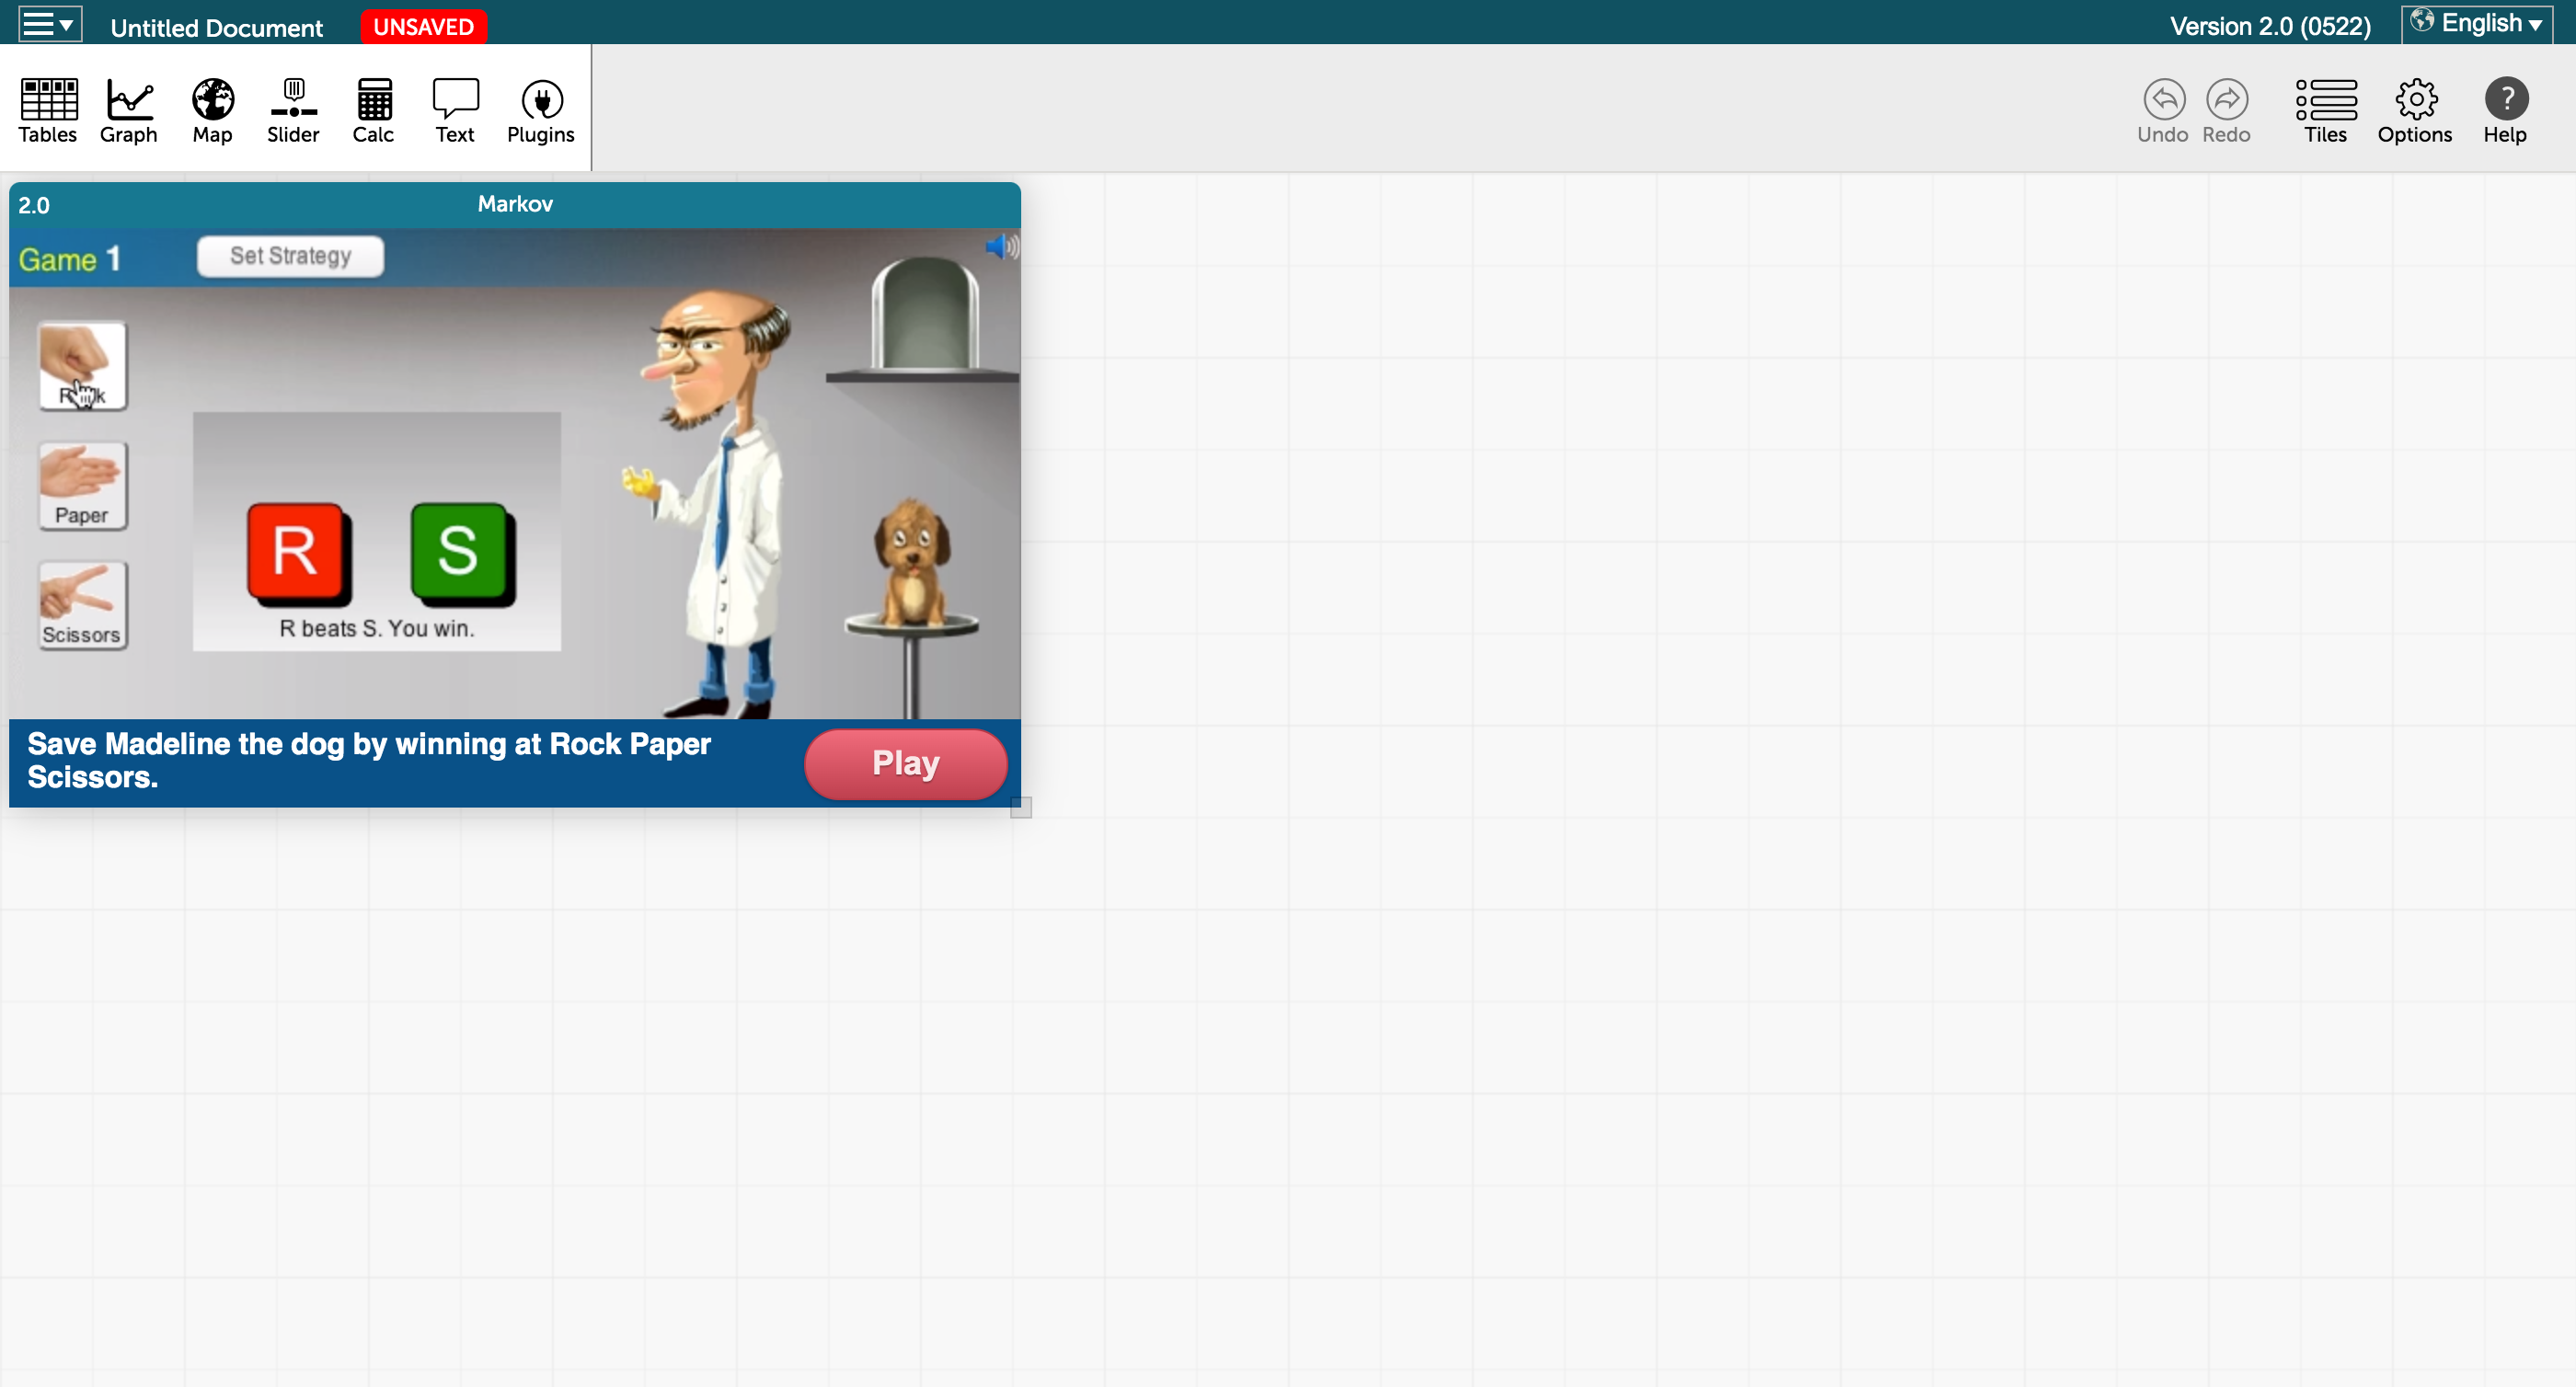 Untitled Document UNSAVED Version 2.0 (0522) English
Tables Graph Map Slider Calc Text Plugins Undo Redo Tiles Options Help
2.0 Markov
Game 1 Set Strategy
Paper
Scissors
R S
R beats S. You win.
Save Madeline the dog by winning at Rock Paper
Scissors.
Play